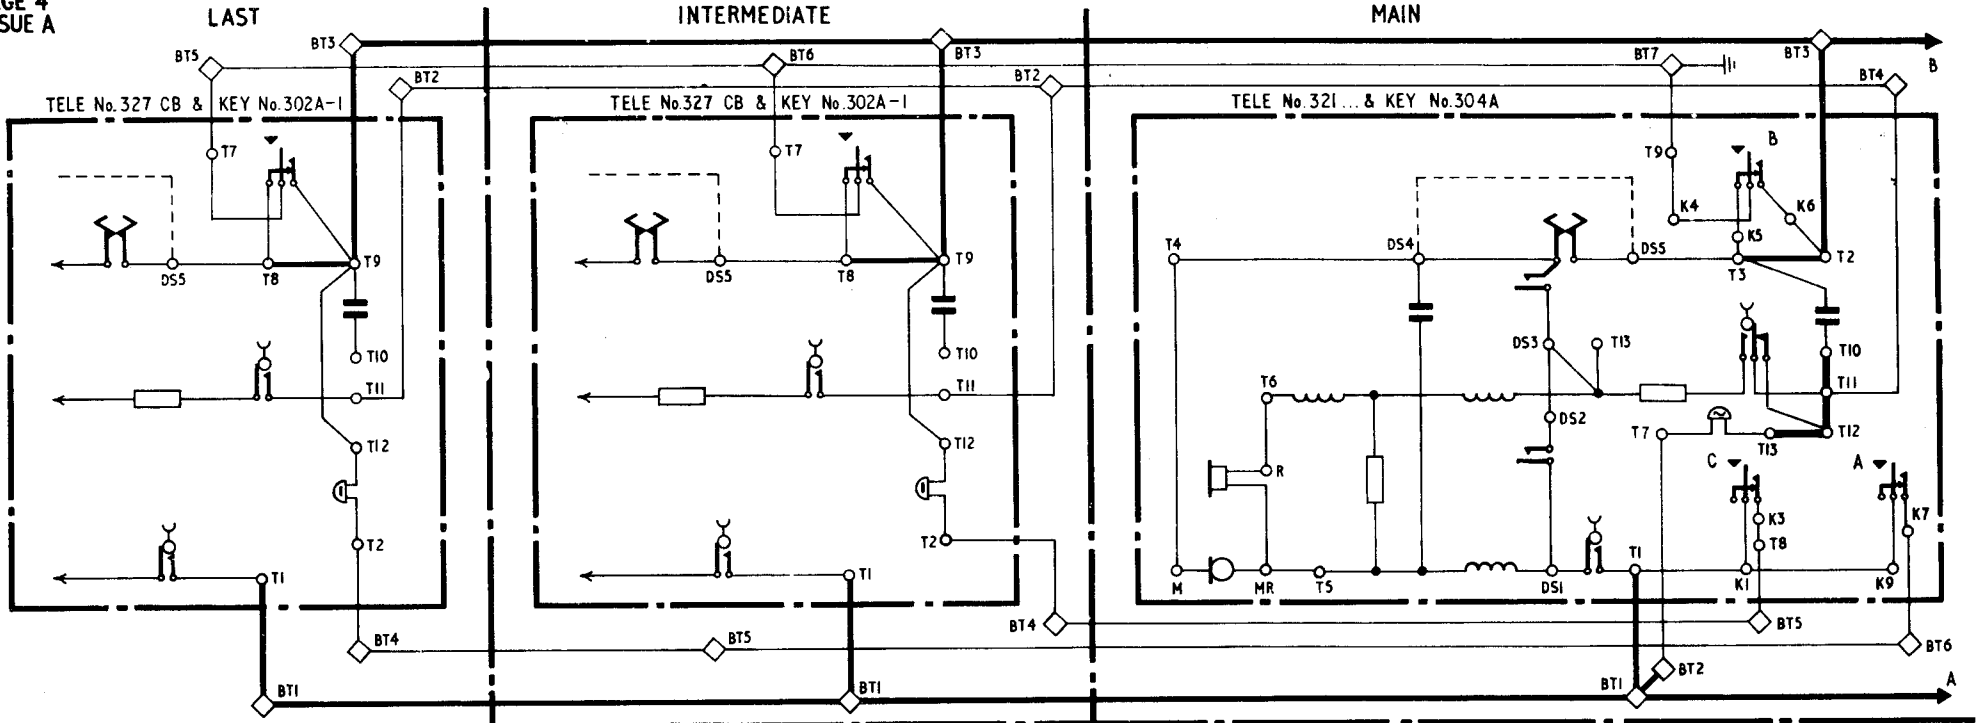 GE 4
SUE A
LAST
INTERMEDIATE
MAIN
BT3
BT3
BT3
B
BT5
BT6
BT7
BT2
BT2
BT4
TELE No. 327 CB & KEY No. 302A-1
TELE No. 327 CB & KEY No. 302A-1
TELE No. 321 ... & KEY No. 304A
T7
T7
T9
B
K4
K6
K5
DS5
T8
T9
DS5
T8
T9
T4
DS4
DS5
T3
T2
T10
T10
DS3
T13
T10
T11
T11
T6
T11
DS2
T7
T13
T12
T12
T12
R
C
A
K3
K7
T8
T2
T2
T1
T1
M
MR
T5
DS1
T1
K1
K9
BT4
BT5
BT4
BT5
BT6
BT2
BT1
BT1
BT1
A